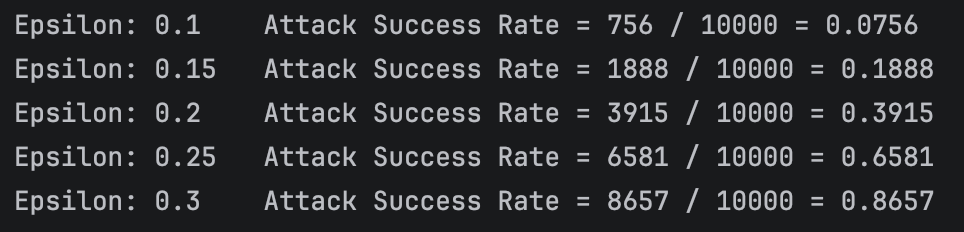 Epsilon: 0.1    Attack Success Rate = 756 / 10000 = 0.0756
Epsilon: 0.15   Attack Success Rate = 1888 / 10000 = 0.1888
Epsilon: 0.2    Attack Success Rate = 3915 / 10000 = 0.3915
Epsilon: 0.25   Attack Success Rate = 6581 / 10000 = 0.6581
Epsilon: 0.3    Attack Success Rate = 8657 / 10000 = 0.8657